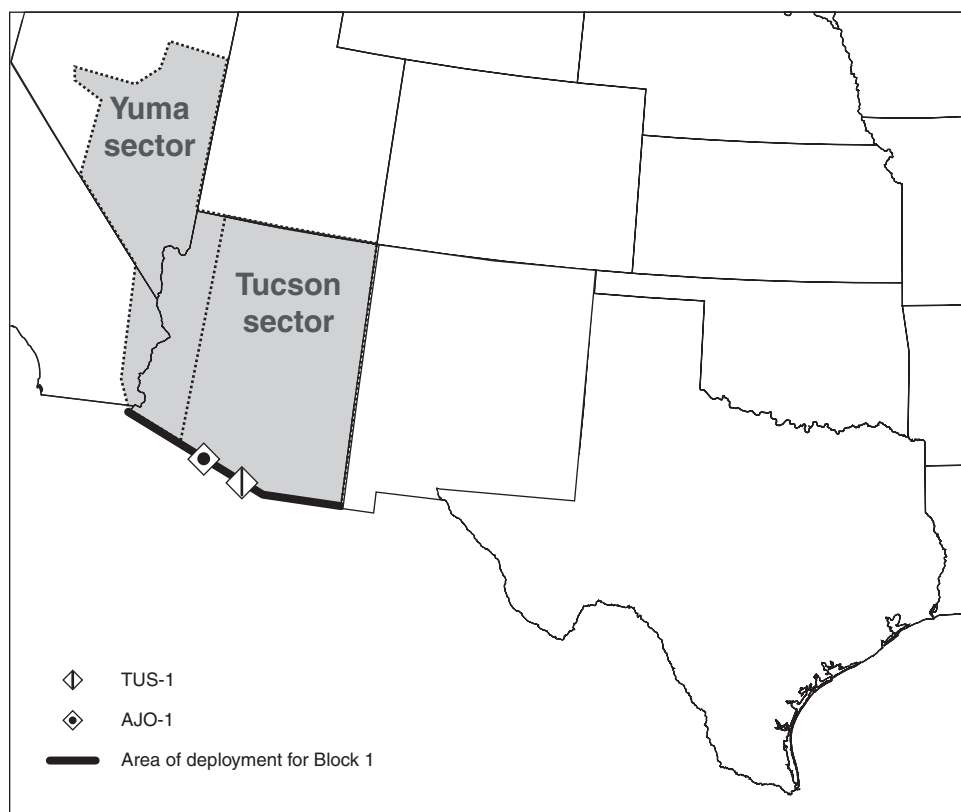 Yuma
sector
Tucson
sector
TUS-1
AJO-1
Area of deployment for Block 1